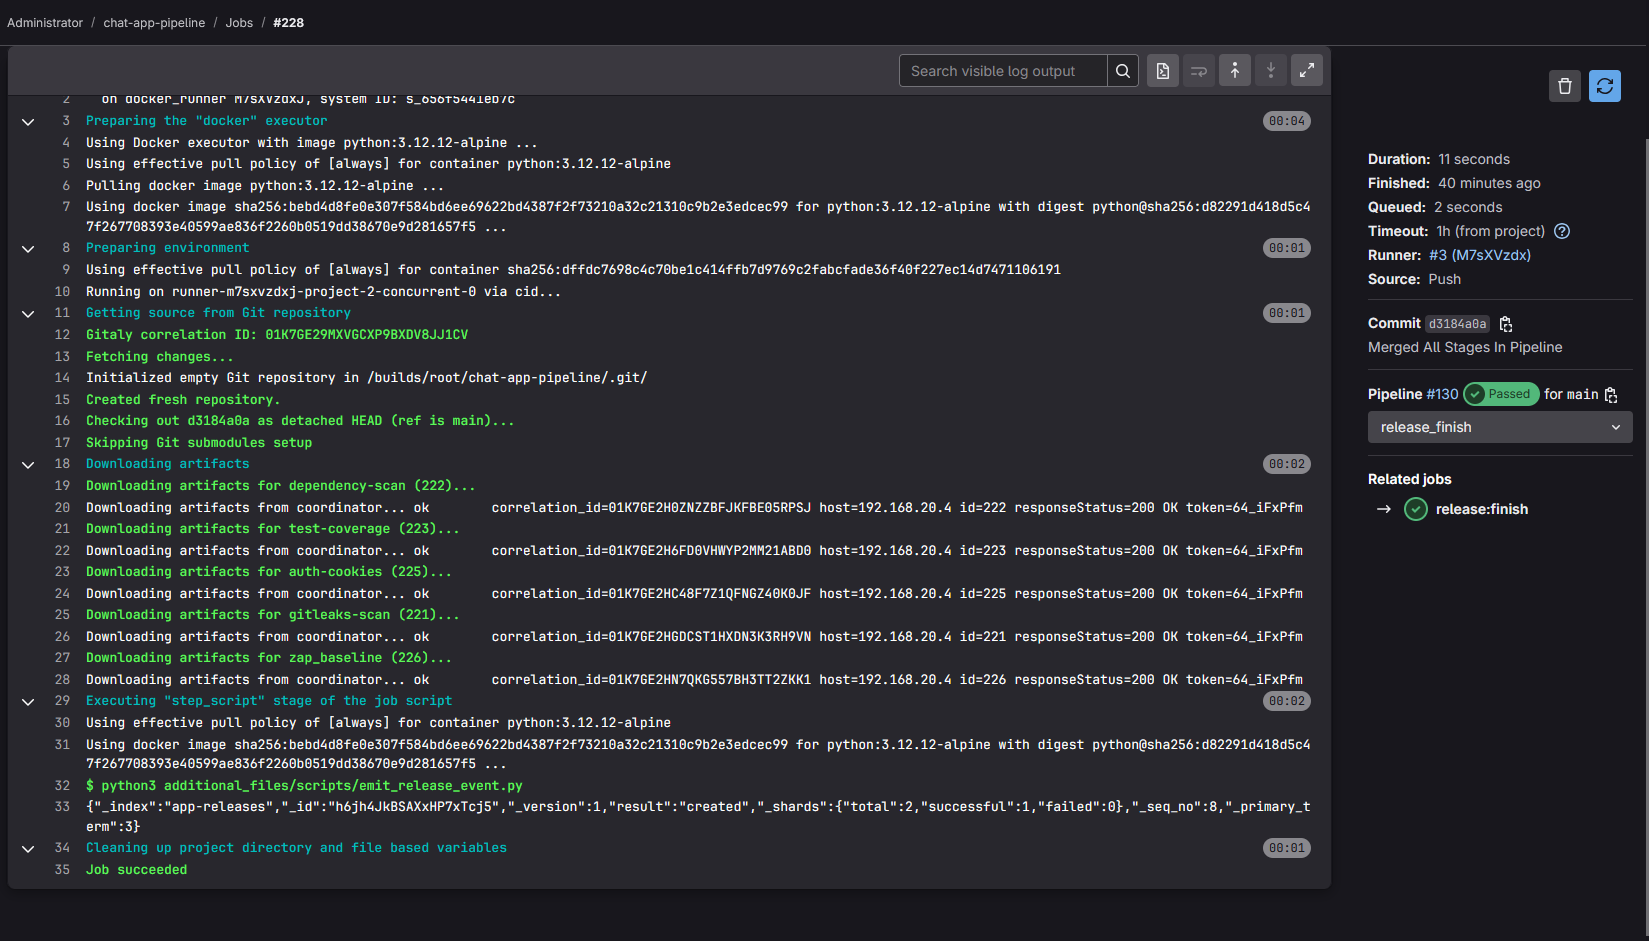 Administrator / chat-app-pipeline / Jobs / #228
Search visible log output
2 on docker_runner M7sXVzdxJ, system ID: s_656f5441eb7c
3 Preparing the "docker" executor 00:04
4 Using Docker executor with image python:3.12.12-alpine ...
5 Using effective pull policy of [always] for container python:3.12.12-alpine
6 Pulling docker image python:3.12.12-alpine ...
7 Using docker image sha256:bebd4d8fe0e307f584bd6ee69622bd4387f2f73210a32c21310c9b2e3edcec99 for python:3.12.12-alpine with digest python@sha256:d82291d418d5c4
7f267708393e40599ae836f2260b0519dd38670e9d281657f5 ...
8 Preparing environment 00:01
9 Using effective pull policy of [always] for container sha256:dffdc7698c4c70be1c414ffb7d9769c2fabcfade36f40f227ec14d7471106191
10 Running on runner-m7sxvzdxj-project-2-concurrent-0 via cid...
11 Getting source from Git repository 00:01
12 Gitaly correlation ID: 01K7GE29MXVGCXP9BXDV8JJ1CV
13 Fetching changes...
14 Initialized empty Git repository in /builds/root/chat-app-pipeline/.git/
15 Created fresh repository.
16 Checking out d3184a0a as detached HEAD (ref is main)...
17 Skipping Git submodules setup
18 Downloading artifacts 00:02
19 Downloading artifacts for dependency-scan (222)...
20 Downloading artifacts from coordinator... ok correlation_id=01K7GE2H0ZNZZBFJKFBE05RPSJ host=192.168.20.4 id=222 responseStatus=200 OK token=64_iFxPfm
21 Downloading artifacts for test-coverage (223)...
22 Downloading artifacts from coordinator... ok correlation_id=01K7GE2H6FD0VHWYP2MM21ABD0 host=192.168.20.4 id=223 responseStatus=200 OK token=64_iFxPfm
23 Downloading artifacts for auth-cookies (225)...
24 Downloading artifacts from coordinator... ok correlation_id=01K7GE2HC48F7Z1QFNGZ40K0JF host=192.168.20.4 id=225 responseStatus=200 OK token=64_iFxPfm
25 Downloading artifacts for gitleaks-scan (221)...
26 Downloading artifacts from coordinator... ok correlation_id=01K7GE2HGDCST1HXDN3K3RH9VN host=192.168.20.4 id=221 responseStatus=200 OK token=64_iFxPfm
27 Downloading artifacts for zap_baseline (226)...
28 Downloading artifacts from coordinator... ok correlation_id=01K7GE2HN7QKG557BH3TT2ZKK1 host=192.168.20.4 id=226 responseStatus=200 OK token=64_iFxPfm
29 Executing "step_script" stage of the job script 00:02
30 Using effective pull policy of [always] for container python:3.12.12-alpine
31 Using docker image sha256:bebd4d8fe0e307f584bd6ee69622bd4387f2f73210a32c21310c9b2e3edcec99 for python:3.12.12-alpine with digest python@sha256:d82291d418d5c4
7f267708393e40599ae836f2260b0519dd38670e9d281657f5 ...
32 $ python3 additional_files/scripts/emit_release_event.py
33 {"_index":"app-releases","_id":"h6jh4JkBSAXxHP7xTcj5","_version":1,"result":"created","_shards":{"total":2,"successful":1,"failed":0},"_seq_no":8,"_primary_t
erm":3}
34 Cleaning up project directory and file based variables 00:01
35 Job succeeded
Duration: 11 seconds
Finished: 40 minutes ago
Queued: 2 seconds
Timeout: 1h (from project)
Runner: #3 (M7sXVzdx)
Source: Push
Commit d3184a0a
Merged All Stages In Pipeline
Pipeline #130 Passed for main
release_finish
Related jobs
→ release:finish